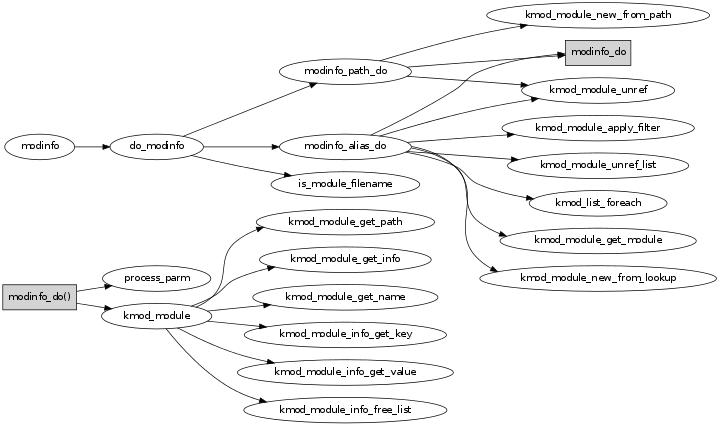 kmod_module_new_from_path
modinfo_do
modinfo_path_do
kmod_module_unref
kmod_module_apply_filter
modinfo
do_modinfo
modinfo_alias_do
kmod_module_unref_list
is_module_filename
kmod_list_foreach
kmod_module_get_path
kmod_module_get_module
kmod_module_get_info
process_parm
kmod_module_new_from_lookup
modinfo_do()
kmod_module_get_name
kmod_module
kmod_module_info_get_key
kmod_module_info_get_value
kmod_module_info_free_list